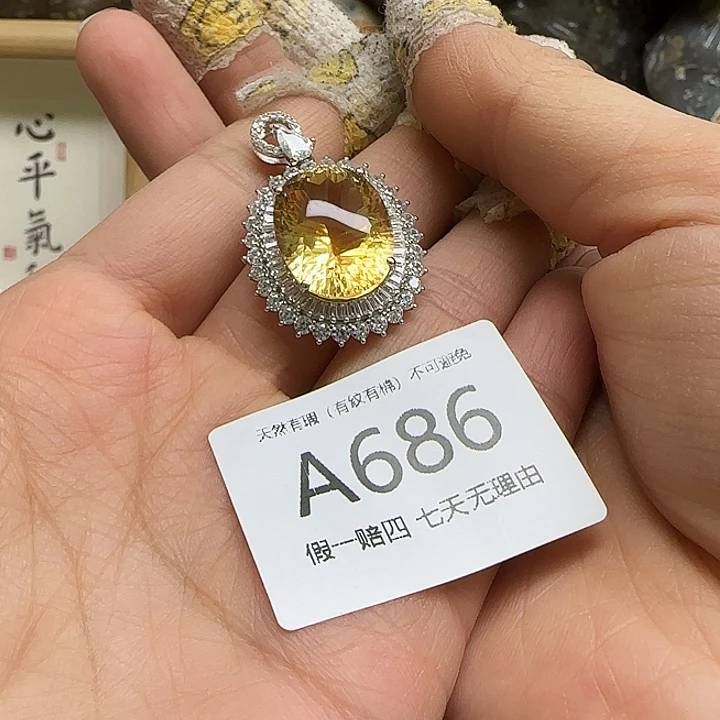 心平氣
天然有瑕（有紋有棉）不可避免
A686
假一赔四 七天无理由